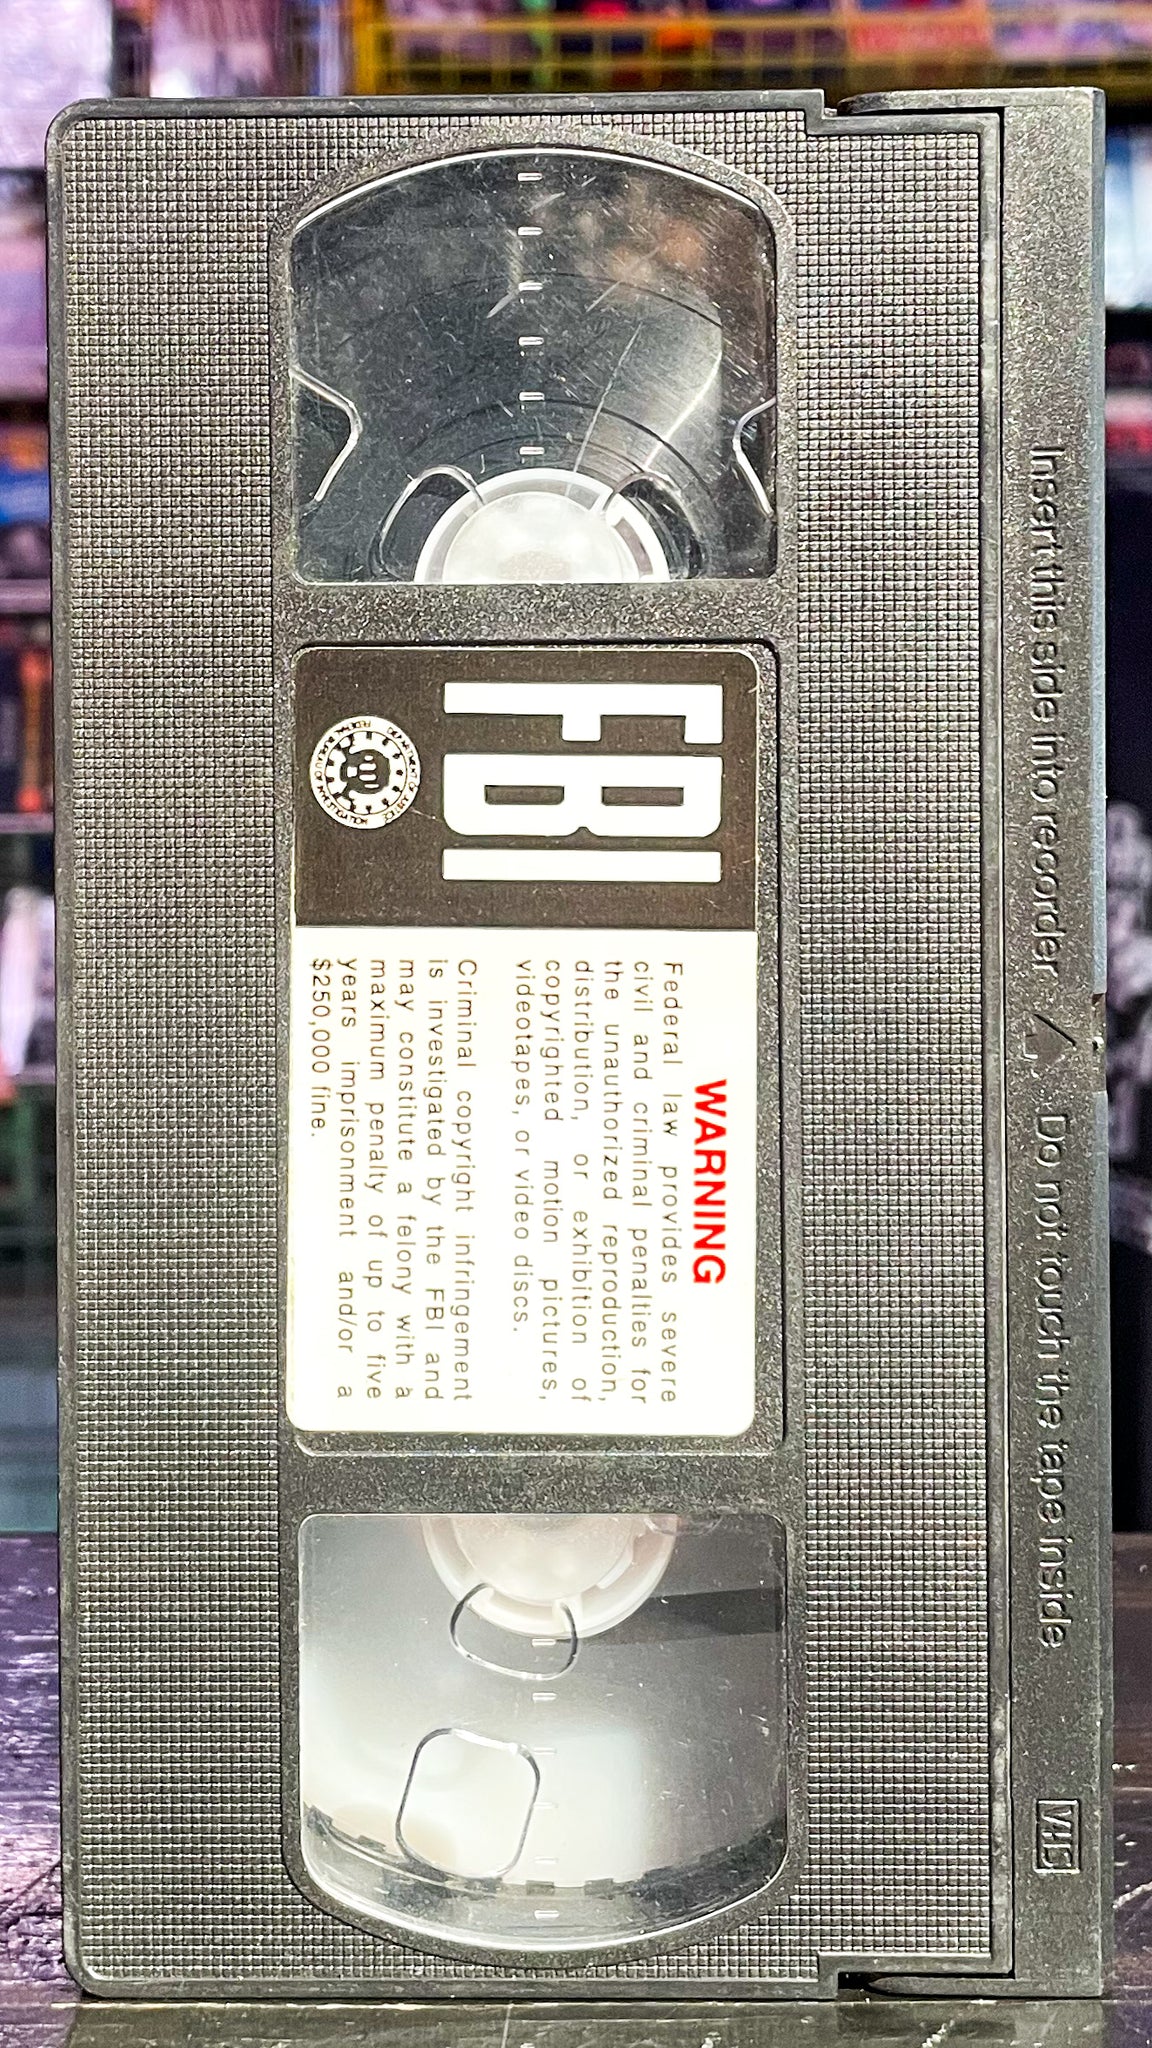 Insert this side into recorder △ Do not touch the tape inside
VHS
FBI
WARNING
Federal law provides severe
civil and criminal penalties for
the unauthorized reproduction,
distribution, or exhibition of
copyrighted motion pictures,
videotapes, or video discs.
Criminal copyright infringement
is investigated by the FBI and
may constitute a felony with a
maximum penalty of up to five
years imprisonment and/or a
$250,000 fine.